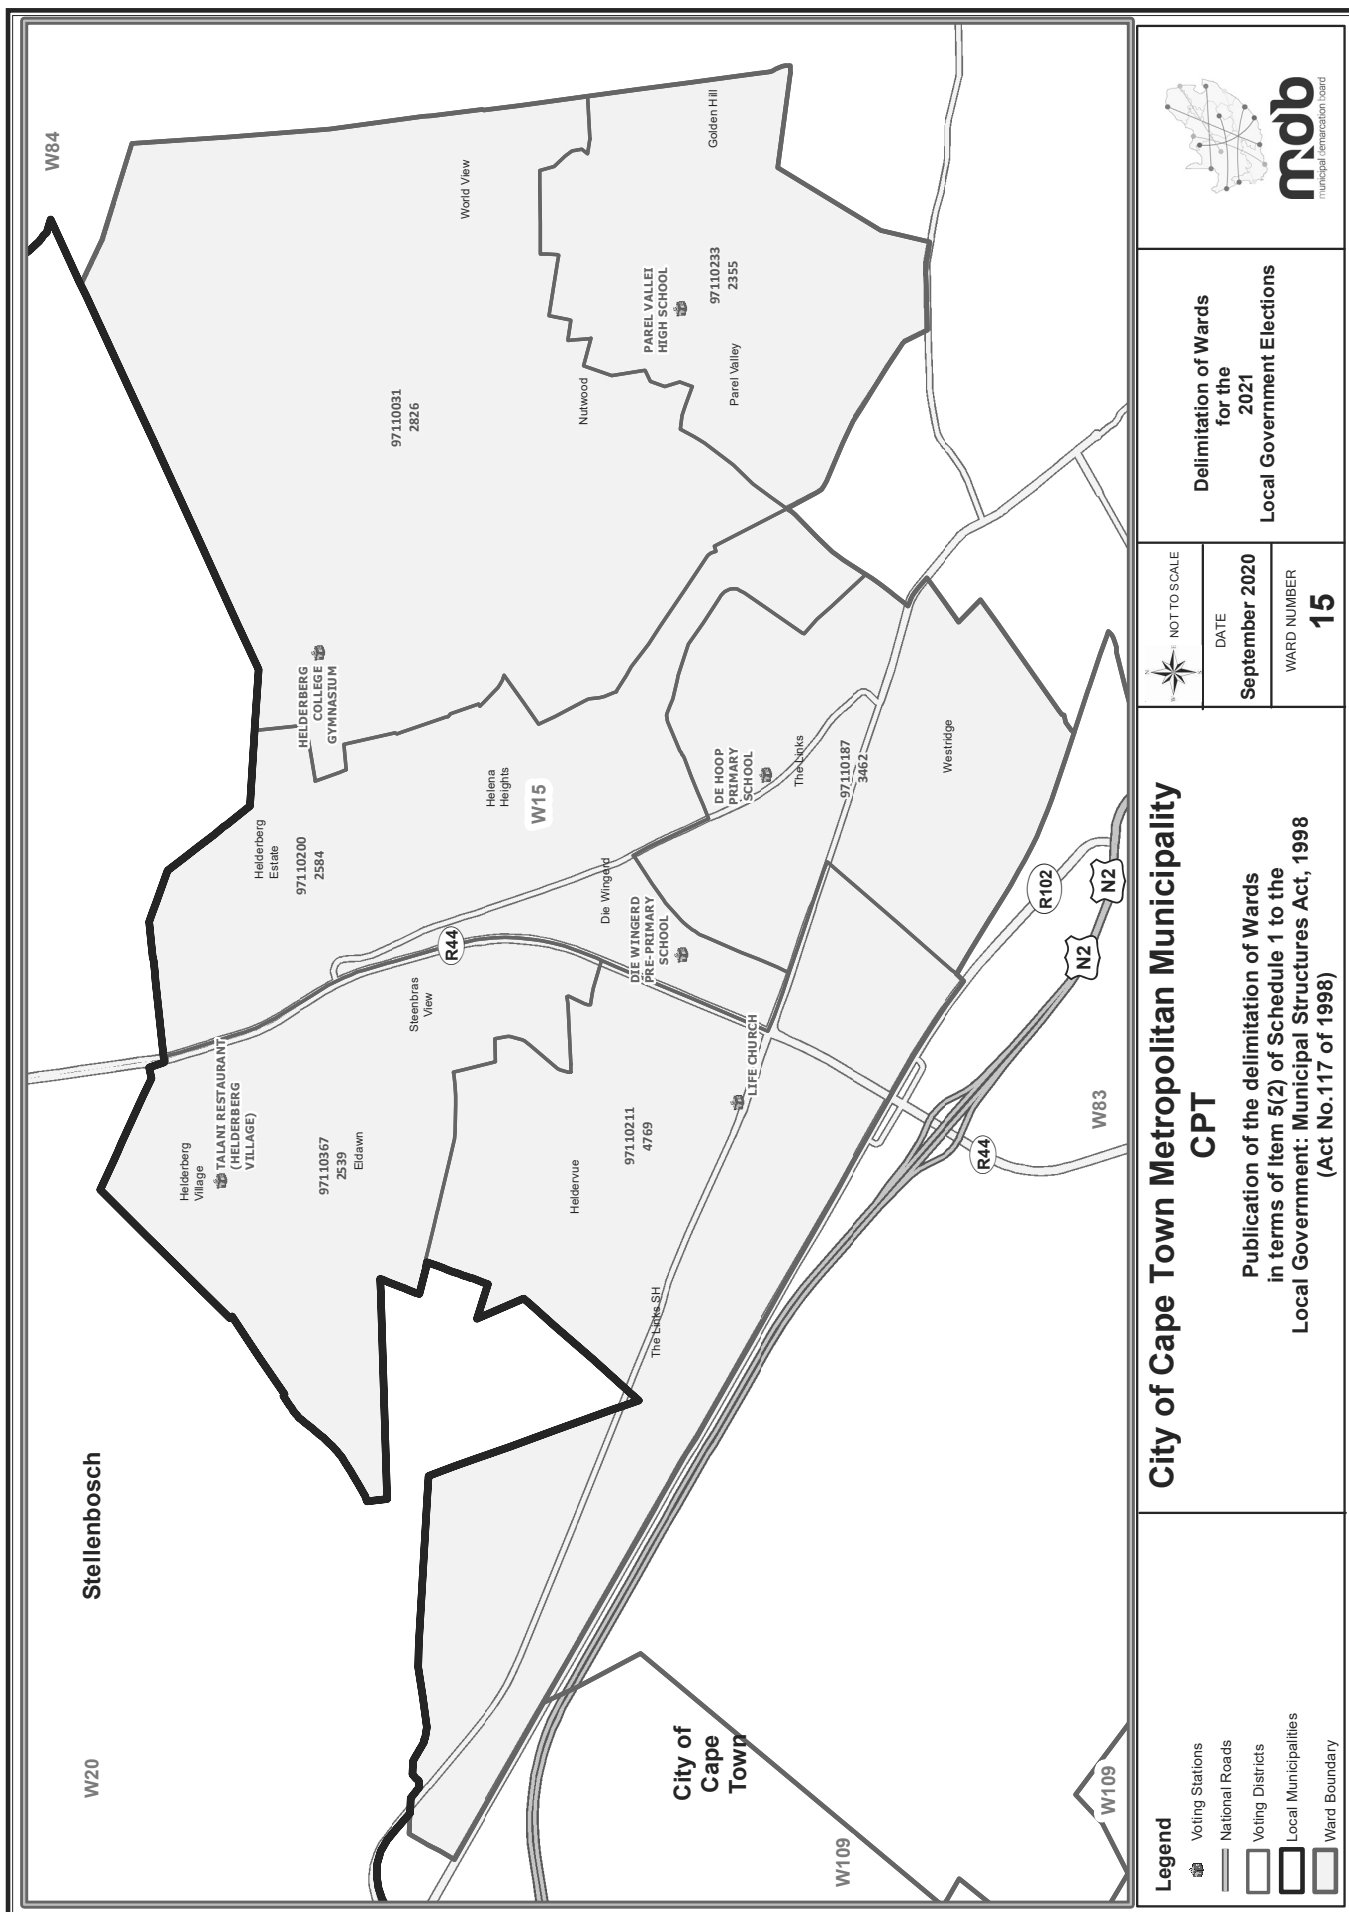 Stellenbosch
W20
W84
W15
W83
W109
W109
City of
Cape
Town
Helderberg
Village
TALANI RESTAURANT
(HELDERBERG
VILLAGE)
97110367
2539
Eldawn
Steenbras
View
Helderberg
Estate
97110200
2584
HELDERBERG
COLLEGE
GYMNASIUM
97110031
2826
World View
Nutwood
Helena
Heights
Golden Hill
PAREL VALLEI
HIGH SCHOOL
97110233
2355
Parel Valley
Die Wingerd
DIE WINGERD
PRE-PRIMARY
SCHOOL
DE HOOP
PRIMARY
SCHOOL
The Links
97110187
3462
Westridge
LIFE CHURCH
97110211
4769
Heldervue
The Links SH
R44
R44
R102
N2
N2
Legend
Voting Stations
National Roads
Voting Districts
Local Municipalities
Ward Boundary
City of Cape Town Metropolitan Municipality
CPT
Publication of the delimitation of Wards
in terms of Item 5(2) of Schedule 1 to the
Local Government: Municipal Structures Act, 1998
(Act No.117 of 1998)
N
W
E
S
NOT TO SCALE
DATE
September 2020
WARD NUMBER
15
Delimitation of Wards
for the
2021
Local Government Elections
mdb
municipal demarcation board